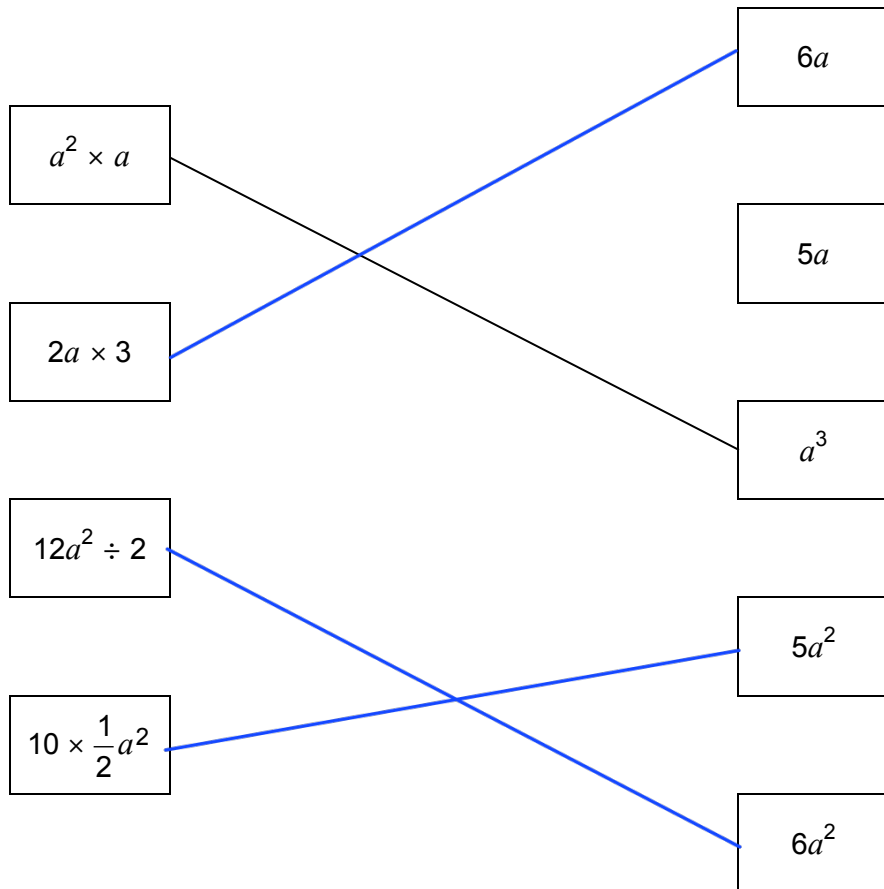 6a
a² × a
5a
2a × 3
a³
12a² ÷ 2
5a²
10 × 1/2 a²
6a²